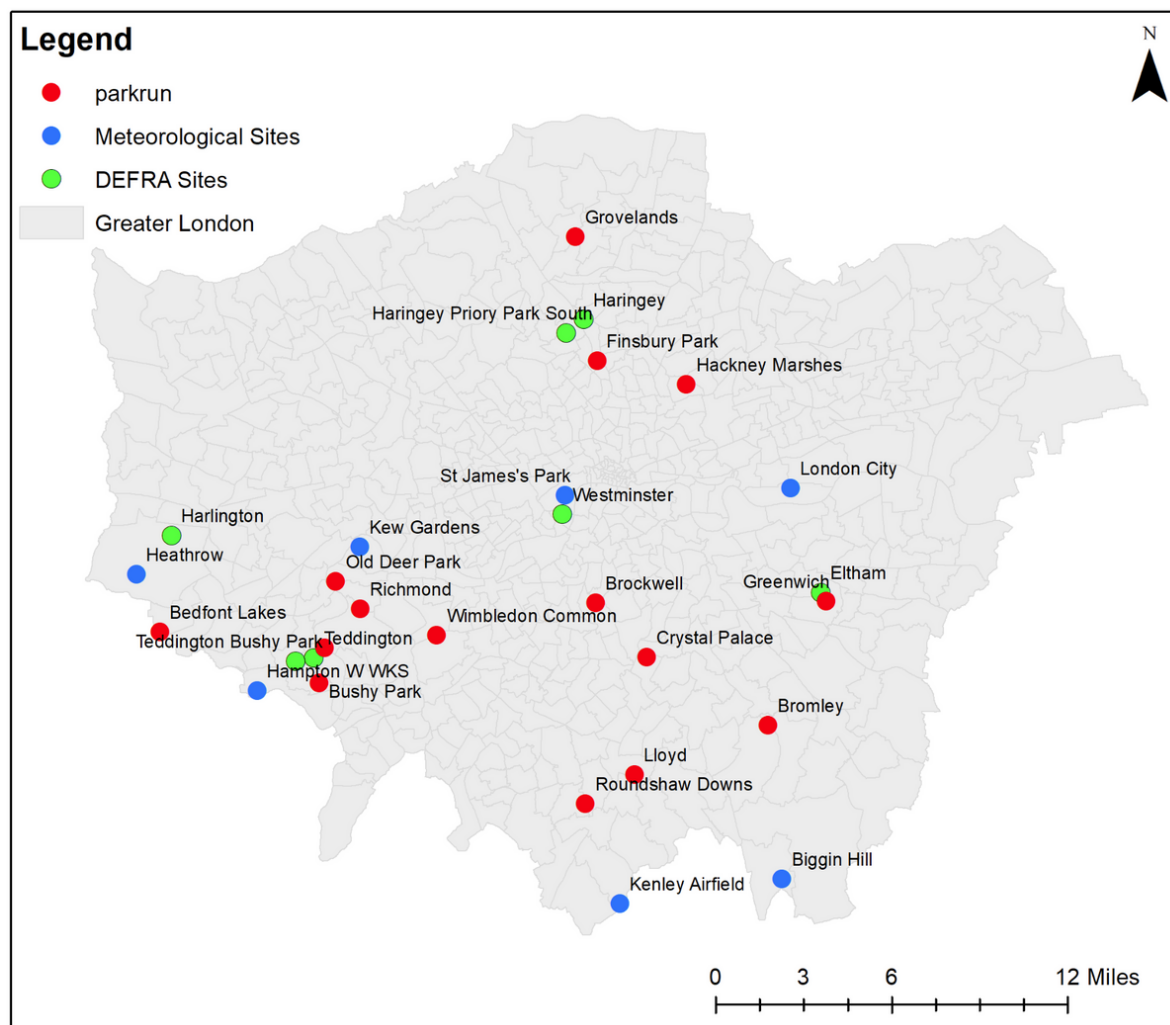 Legend
N
parkrun
Meteorological Sites
DEFRA Sites
Greater London
Grovelands
Haringey
Haringey Priory Park South
Finsbury Park
Hackney Marshes
London City
St James's Park
Westminster
Harlington
Kew Gardens
Heathrow
Old Deer Park
Eltham
Greenwich
Brockwell
Richmond
Bedfont Lakes
Wimbledon Common
Teddington Bushy Park
Teddington
Crystal Palace
Hampton W WKS
Bushy Park
Bromley
Lloyd
Roundshaw Downs
Biggin Hill
Kenley Airfield
0 3 6 12 Miles